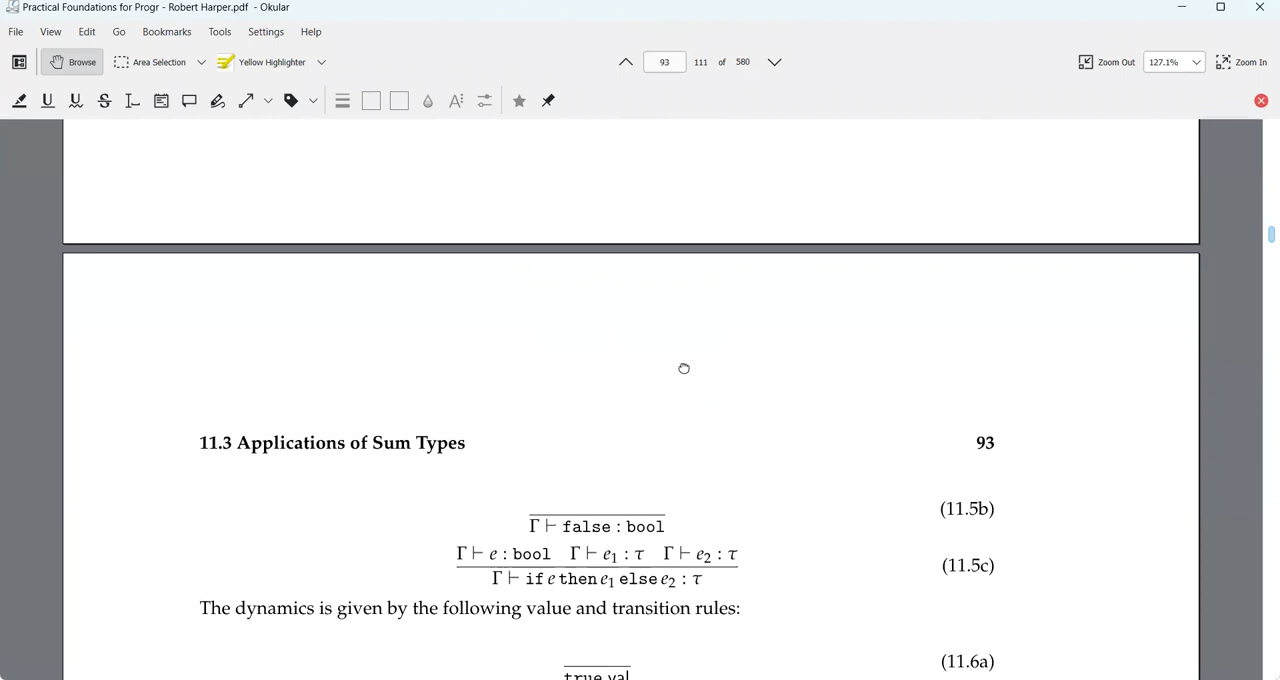 Practical Foundations for Progr - Robert Harper.pdf - Okular
File View Edit Go Bookmarks Tools Settings Help
Browse Area Selection Yellow Highlighter 93 111 of 580 Zoom Out 127.1% Zoom In
11.3 Applications of Sum Types 93
Γ ⊢ false : bool (11.5b)
Γ ⊢ e : bool Γ ⊢ e₁ : τ Γ ⊢ e₂ : τ
Γ ⊢ if e then e₁ else e₂ : τ (11.5c)
The dynamics is given by the following value and transition rules:
true val (11.6a)